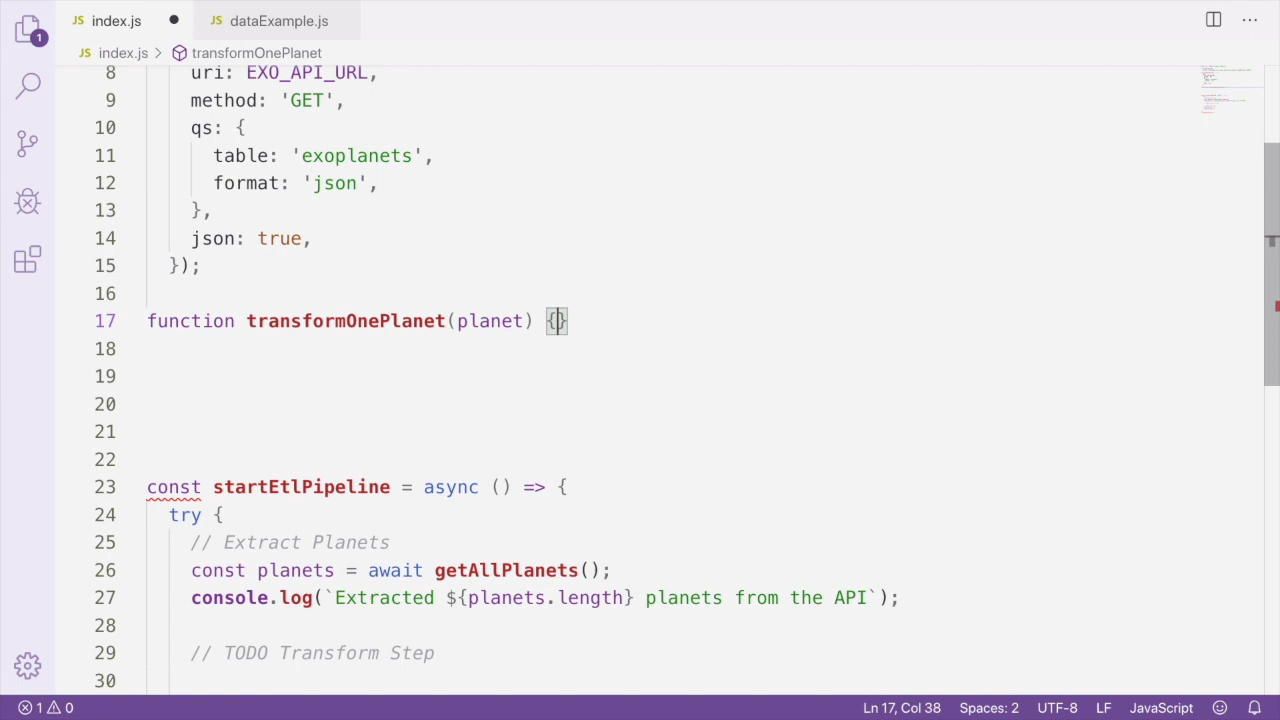 JS index.js
JS dataExample.js
JS index.js > transformOnePlanet
1
8 uri: EXO_API_URL,
9 method: 'GET',
10 qs: {
11 table: 'exoplanets',
12 format: 'json',
13 },
14 json: true,
15 });
16
17 function transformOnePlanet(planet) {}
18
19
20
21
22
23 const startEtlPipeline = async () => {
24 try {
25 // Extract Planets
26 const planets = await getAllPlanets();
27 console.log(`Extracted ${planets.length} planets from the API`);
28
29 // TODO Transform Step
30
1 0 Ln 17, Col 38 Spaces: 2 UTF-8 LF JavaScript